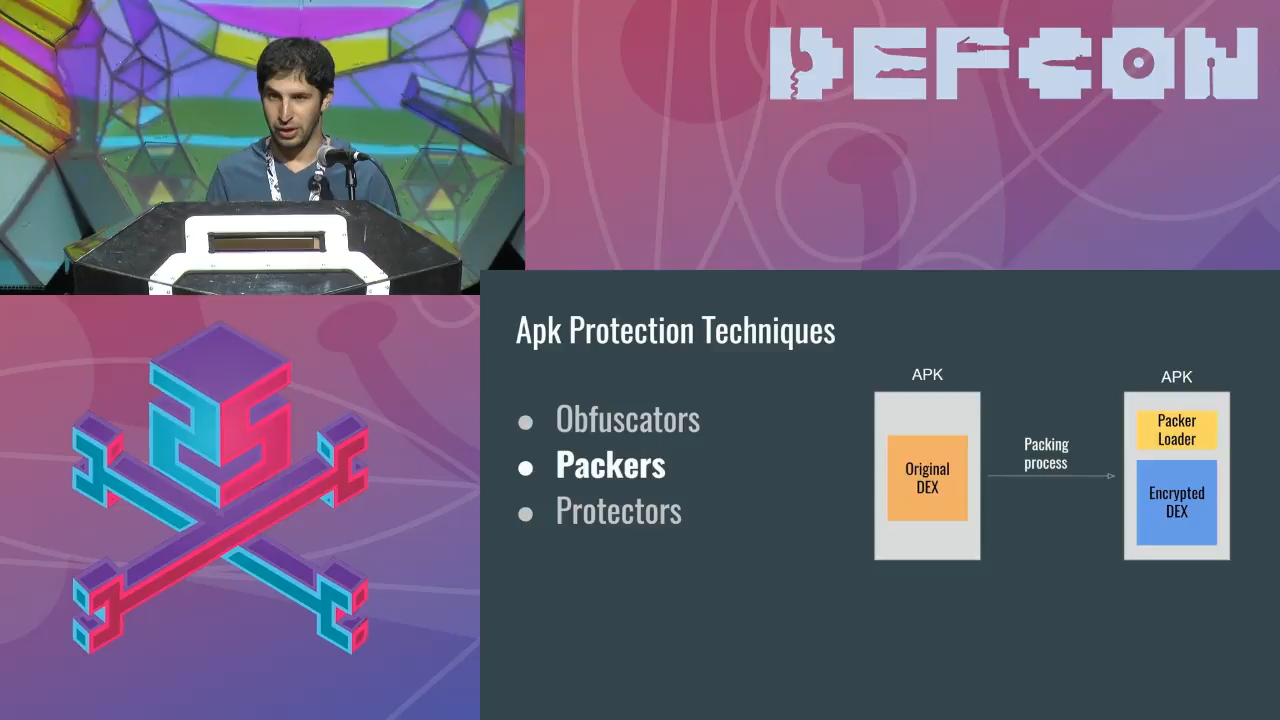 DEFCON
Apk Protection Techniques
● Obfuscators
● Packers
● Protectors
APK
Original
DEX
Packing
process
APK
Packer
Loader
Encrypted
DEX